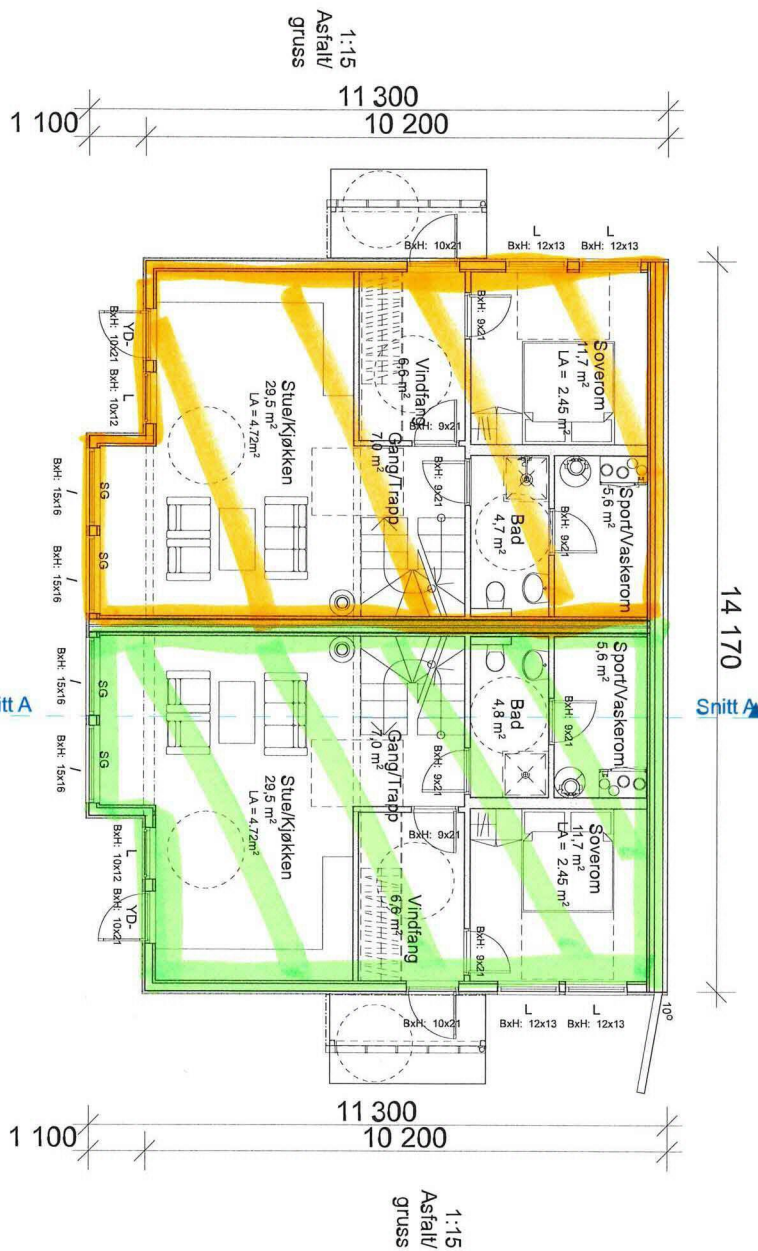 1:15
Asfalt/
gruss
11 300
1 100
10 200
BxH: 10x21
L
BxH: 12x13
L
BxH: 12x13
YD-
BxH: 10x21
L
BxH: 10x12
Stue/Kjøkken
29,5 m²
LA = 4.72m²
Vindfang
6,6 m²
BxH: 9x21
BxH: 9x21
Soverom
11,7 m²
LA = 2.45 m²
Gang/Trapp
7,0 m²
BxH: 9x21
Bad
4,7 m²
BxH: 9x21
Sport/Vaskerom
5,6 m²
SG
BxH: 15x16
SG
BxH: 15x16
14 170
SG
BxH: 15x16
SG
BxH: 15x16
itt A
Snitt A
Gang/Trapp
7,0 m²
BxH: 9x21
Bad
4,8 m²
BxH: 9x21
Sport/Vaskerom
5,6 m²
Stue/Kjøkken
29,5 m²
LA = 4.72m²
L
BxH: 10x12
YD-
BxH: 10x21
Vindfang
6,6 m²
BxH: 9x21
BxH: 9x21
Soverom
11,7 m²
LA = 2.45 m²
BxH: 10x21
L
BxH: 12x13
L
BxH: 12x13
10°
11 300
1 100
10 200
1:15
Asfalt/
gruss